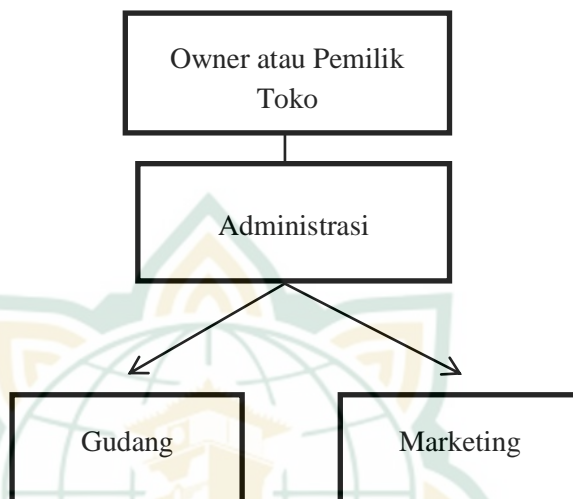 Owner atau Pemilik
Toko
Administrasi
Gudang
Marketing